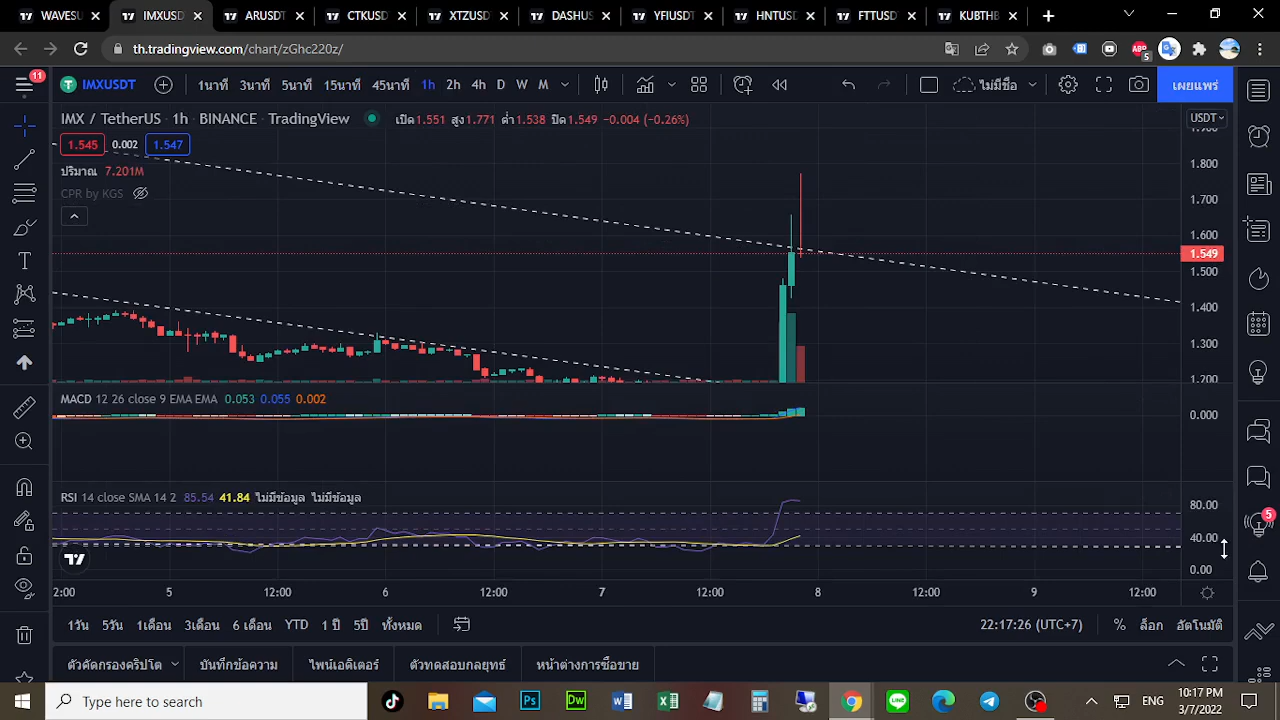 WAVESU
IMXUSD
ARUSDT
CTKUSD
XTZUSD
DASHUS
YFIUSDT
HNTUSD
FTTUSDT
KUBTHB
th.tradingview.com/chart/zGhc220z/
ABP
5
11
IMXUSDT
1นาที 3นาที 5นาที 15นาที 45นาที 1h 2h 4h D W M
ไม่มีชื่อ
เผยแพร่
IMX / TetherUS · 1h · BINANCE · TradingView
เปิด1.551 สูง1.771 ต่ำ1.538 ปิด1.549 −0.004 (−0.26%)
USDT
1.545 0.002 1.547
ปริมาณ 7.201M
CPR by KGS
1.900
1.800
1.700
1.600
1.549
1.500
1.400
1.300
1.200
MACD 12 26 close 9 EMA EMA 0.053 0.055 0.002
0.000
RSI 14 close SMA 14 2 85.54 41.84 ไม่มีข้อมูล ไม่มีข้อมูล
80.00
40.00
0.00
5
2:00 5 12:00 6 12:00 7 12:00 8 12:00 9 12:00
1วัน 5วัน 1เดือน 3เดือน 6 เดือน YTD 1 ปี 5ปี ทั้งหมด
22:17:26 (UTC+7) % ล็อก อัตโนมัติ
ตัวคัดกรองคริปโต บันทึกข้อความ ไพน์เอดิเตอร์ ตัวทดสอบกลยุทธ์ หน้าต่างการซื้อขาย
Type here to search
Ps
Dw
LINE
ENG
10:17 PM
3/7/2022